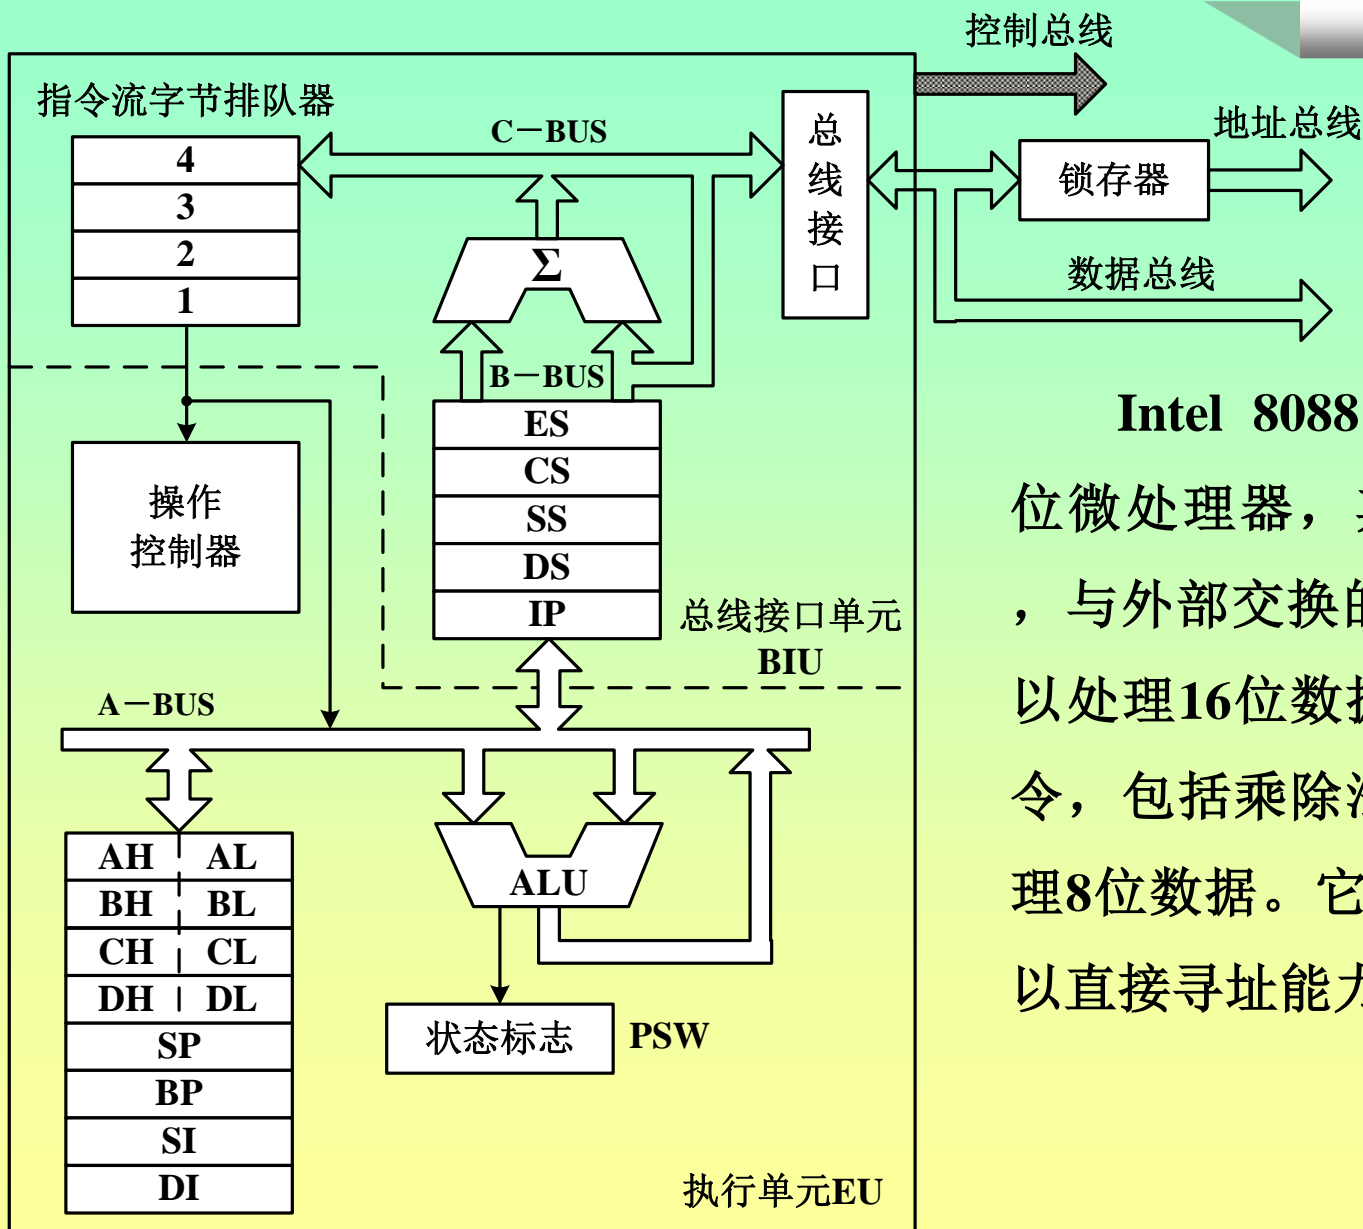 控制总线
指令流字节排队器
C－BUS
总线接口
地址总线
4
3
2
1
锁存器
Σ
数据总线
B－BUS
ES
CS
SS
DS
IP
操作
控制器
总线接口单元
BIU
A－BUS
AH AL
BH BL
CH CL
DH DL
SP
BP
SI
DI
ALU
状态标志
PSW
执行单元EU
Intel 8088
位微处理器，
，与外部交换的
以处理16位数据
令，包括乘除法
理8位数据。它
以直接寻址能力